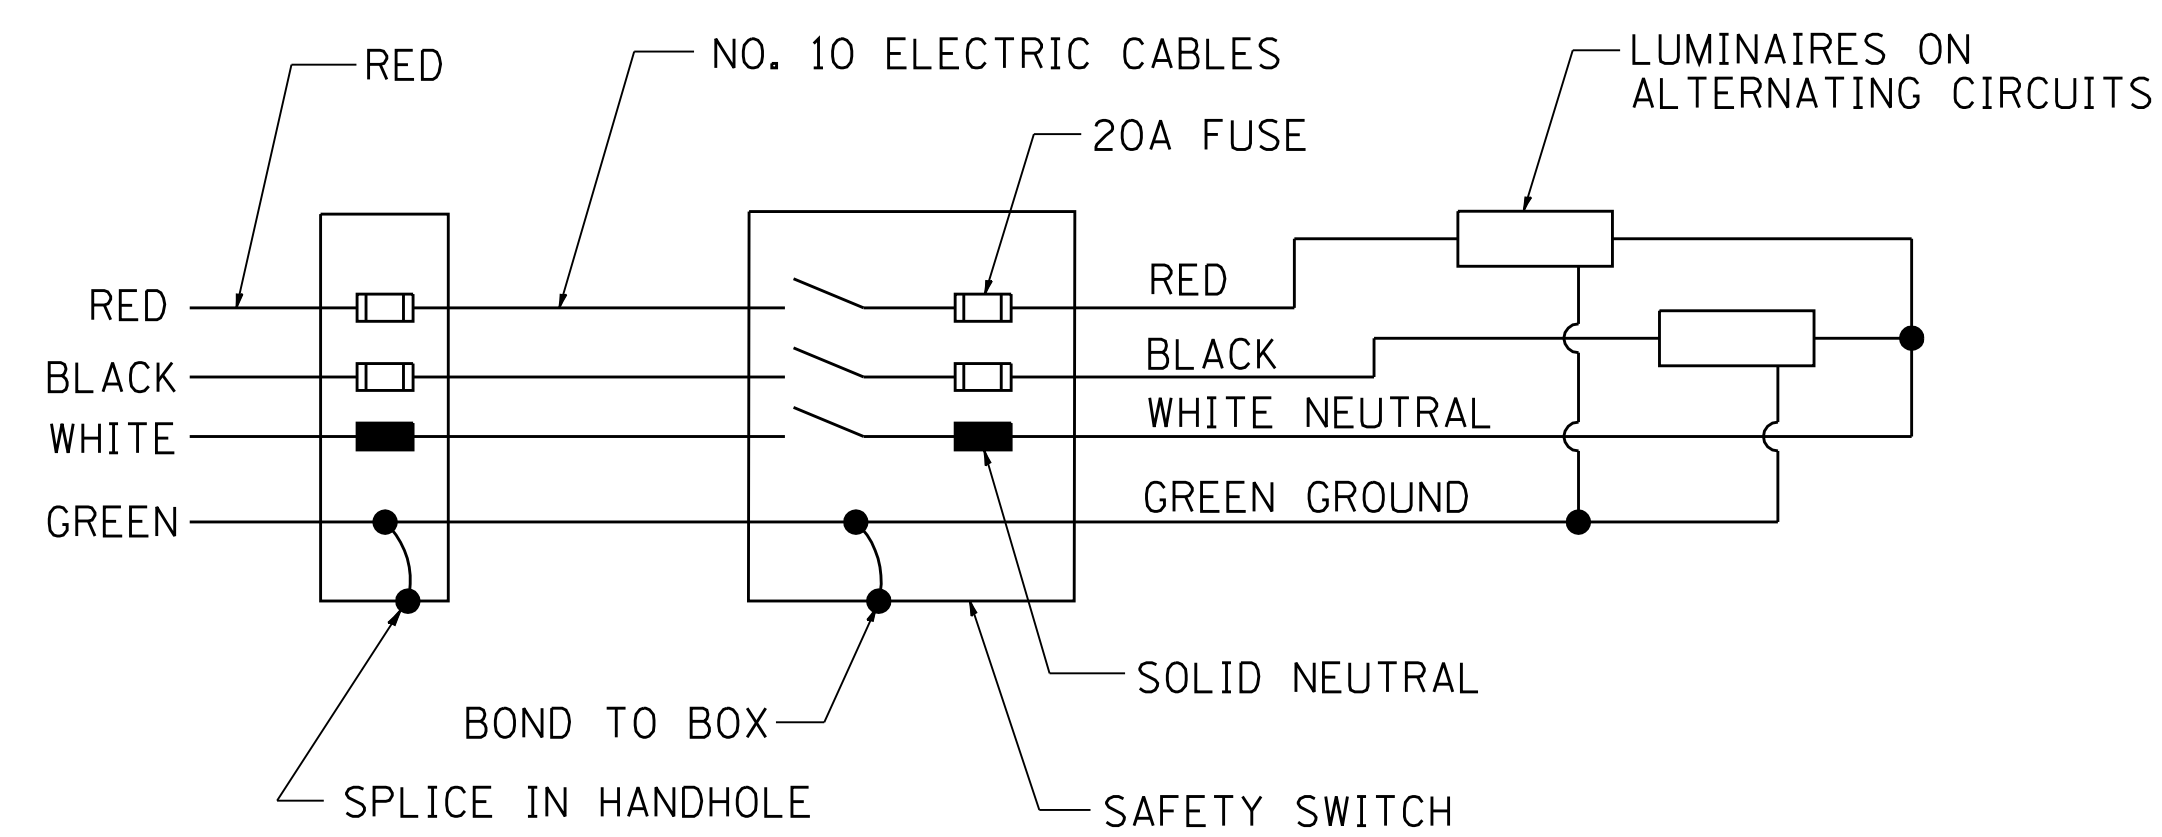 RED
NO. 10 ELECTRIC CABLES
LUMINAIRES ON
ALTERNATING CIRCUITS
20A FUSE
RED
RED
BLACK
BLACK
WHITE NEUTRAL
WHITE
GREEN GROUND
GREEN
SOLID NEUTRAL
BOND TO BOX
SPLICE IN HANDHOLE
SAFETY SWITCH